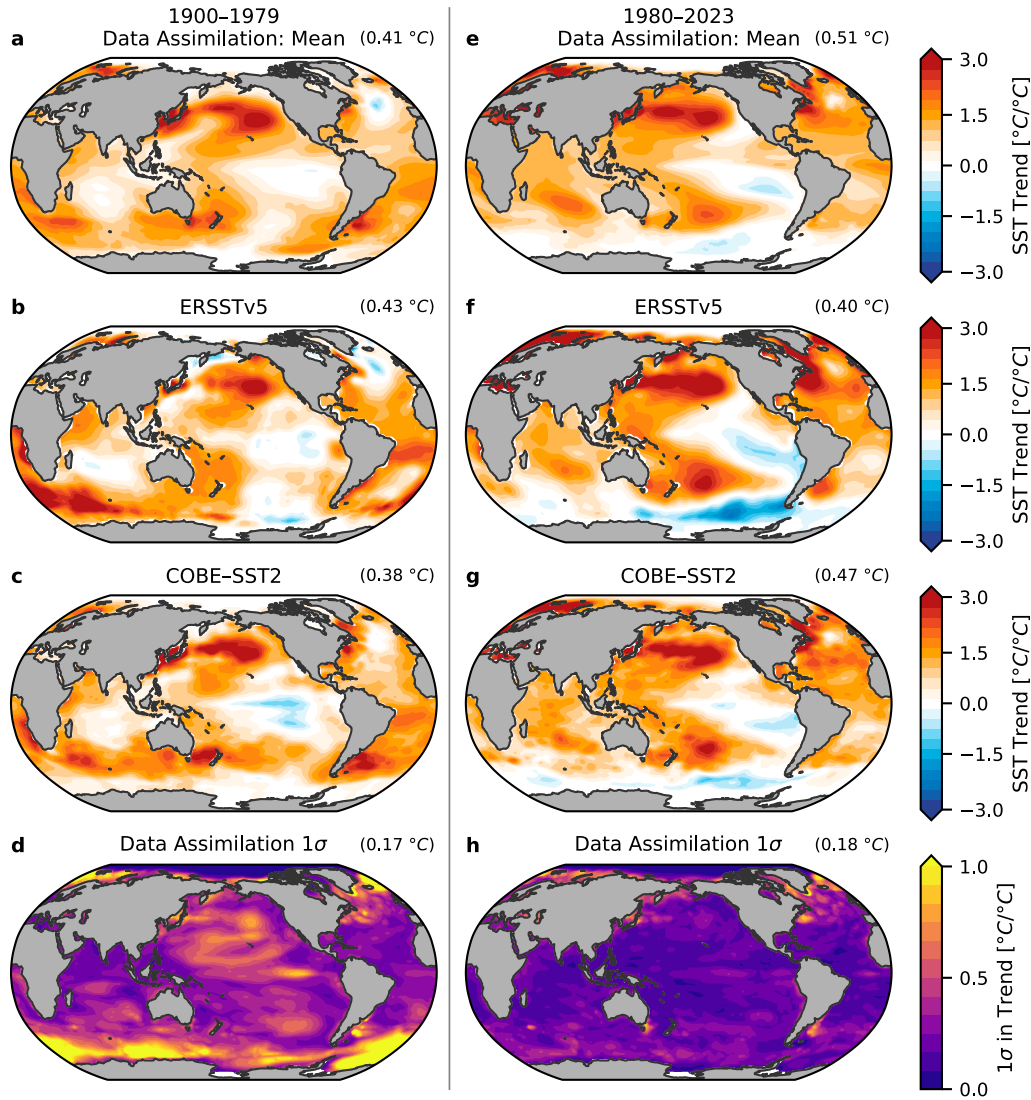 1900–1979
a Data Assimilation: Mean (0.41 °C)
1980–2023
e Data Assimilation: Mean (0.51 °C)
3.0
1.5
0.0
−1.5
−3.0
SST Trend [°C/°C]
b ERSSTv5 (0.43 °C)
f ERSSTv5 (0.40 °C)
3.0
1.5
0.0
−1.5
−3.0
SST Trend [°C/°C]
c COBE–SST2 (0.38 °C)
g COBE–SST2 (0.47 °C)
3.0
1.5
0.0
−1.5
−3.0
SST Trend [°C/°C]
d Data Assimilation 1σ (0.17 °C)
h Data Assimilation 1σ (0.18 °C)
1.0
0.5
0.0
1σ in Trend [°C/°C]